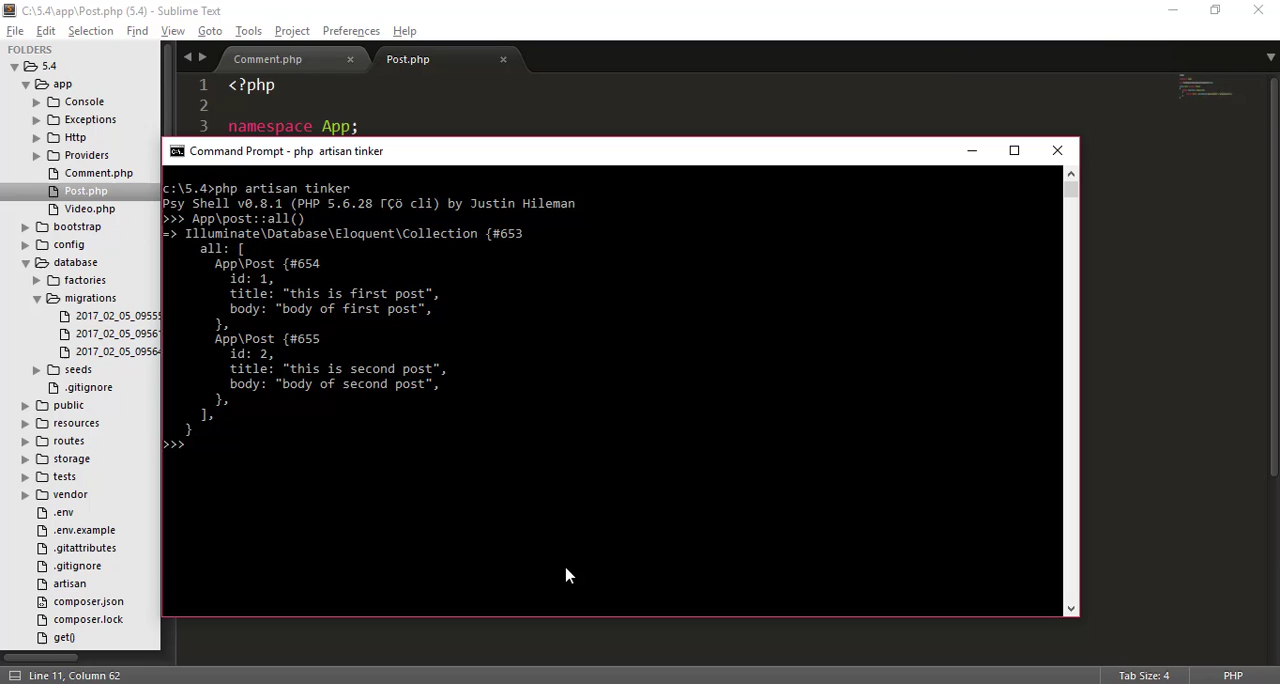 C:\5.4\app\Post.php (5.4) - Sublime Text
File Edit Selection Find View Goto Tools Project Preferences Help
FOLDERS
5.4
app
Console
Exceptions
Http
Providers
Comment.php
Post.php
Video.php
bootstrap
config
database
factories
migrations
2017_02_05_0955
2017_02_05_0956
2017_02_05_0956
seeds
.gitignore
public
resources
routes
storage
tests
vendor
.env
.env.example
.gitattributes
.gitignore
artisan
composer.json
composer.lock
get()
Comment.php
Post.php
1 <?php
2
3 namespace App;
Command Prompt - php artisan tinker
c:\5.4>php artisan tinker
Psy Shell v0.8.1 (PHP 5.6.28 ΓÇö cli) by Justin Hileman
>>> App\post::all()
=> Illuminate\Database\Eloquent\Collection {#653
all: [
App\Post {#654
id: 1,
title: "this is first post",
body: "body of first post",
},
App\Post {#655
id: 2,
title: "this is second post",
body: "body of second post",
},
],
}
>>>
Line 11, Column 62
Tab Size: 4
PHP